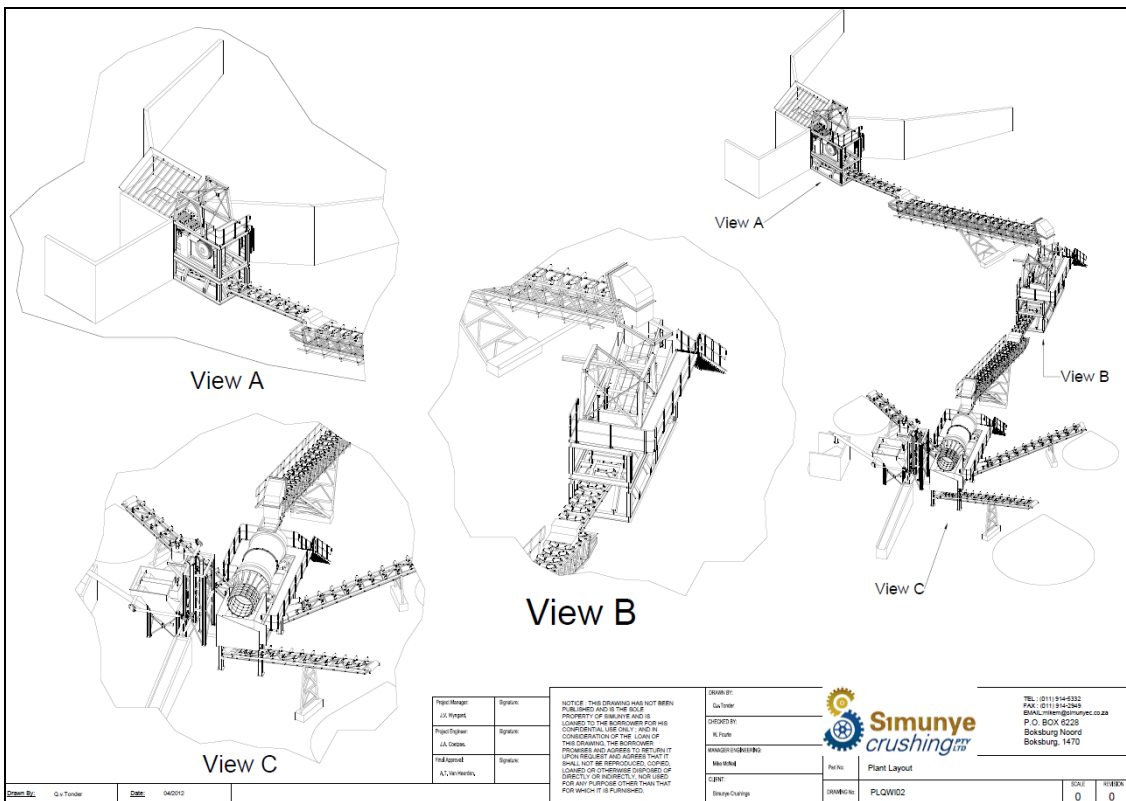 View A
View B
View C
View A
View B
View C
Project Manager:
Signature:
J.V. Wyngard.
Project Engineer:
Signature:
J.A. Coetzee.
Final Approval:
Signature:
A.T. Van Heerden.
NOTICE : THIS DRAWING HAS NOT BEEN
PUBLISHED AND IS THE SOLE
PROPERTY OF SIMUNYE AND IS
LOANED TO THE BORROWER FOR HIS
CONFIDENTIAL USE ONLY ; AND IN
CONSIDERATION OF THE LOAN OF
THIS DRAWING, THE BORROWER
PROMISES AND AGREES TO RETURN IT
UPON REQUEST AND AGREES THAT IT
SHALL NOT BE REPRODUCED, COPIED,
LOANED OR OTHERWISE DISPOSED OF
DIRECTLY OR INDIRECTLY, NOR USED
FOR ANY PURPOSE OTHER THAN THAT
FOR WHICH IT IS FURNISHED.
DRAWN BY:
G.v.Tonder
CHECKED BY:
W. Fourie
MANAGER ENGINEERING:
Mike McNeil
CLIENT:
Simunye Crushings
Simunye
crushing PTY LTD
TEL : (011) 914-5332
FAX : (011) 914-2949
EMAIL:mikem@simunyec.co.za
P.O. BOX 6228
Boksburg Noord
Boksburg, 1470
Part No:
Plant Layout
DRAWING No:
PLQWI02
SCALE
0
REVISION
0
Drawn By: G.v.Tonder
Date: 04/2012